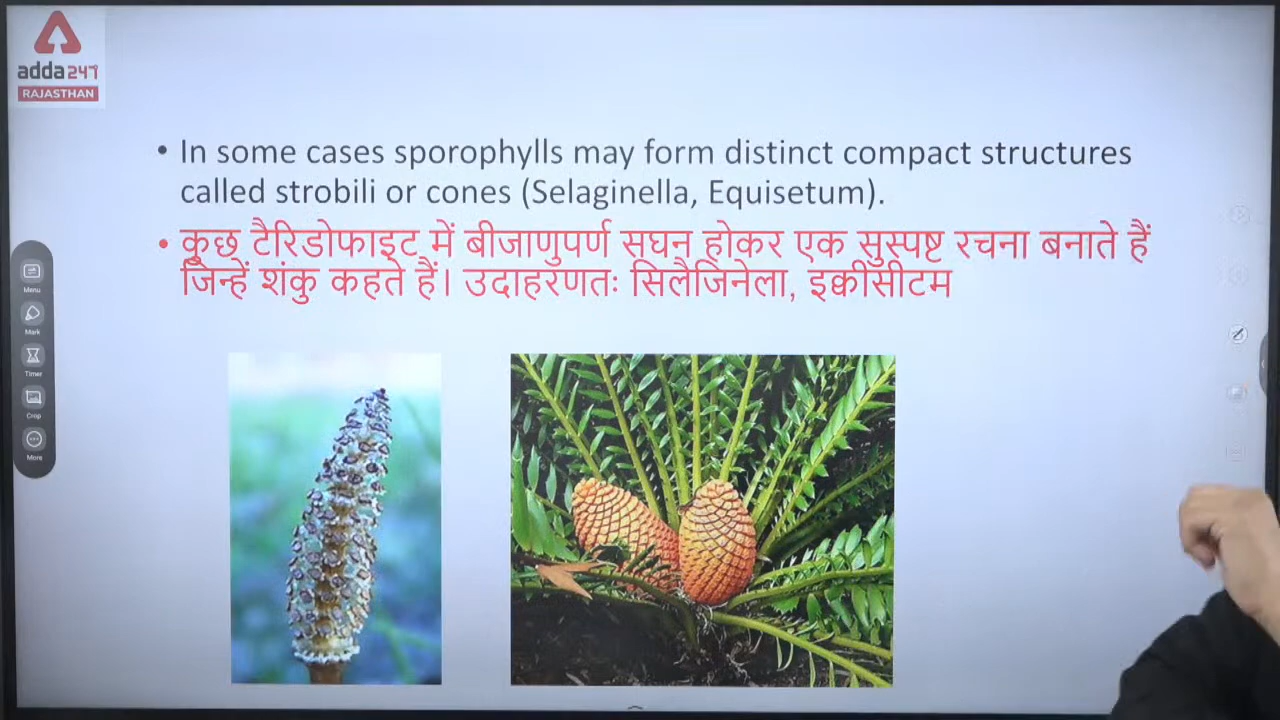 adda247
RAJASTHAN
• In some cases sporophylls may form distinct compact structures
called strobili or cones (Selaginella, Equisetum).
• कुछ टैरिडोफाइट में बीजाणुपर्ण सघन होकर एक सुस्पष्ट रचना बनाते हैं
जिन्हें शंकु कहते हैं। उदाहरणतः सिलैजिनेला, इक्वीसीटम
Menu
Mark
Timer
Crop
More